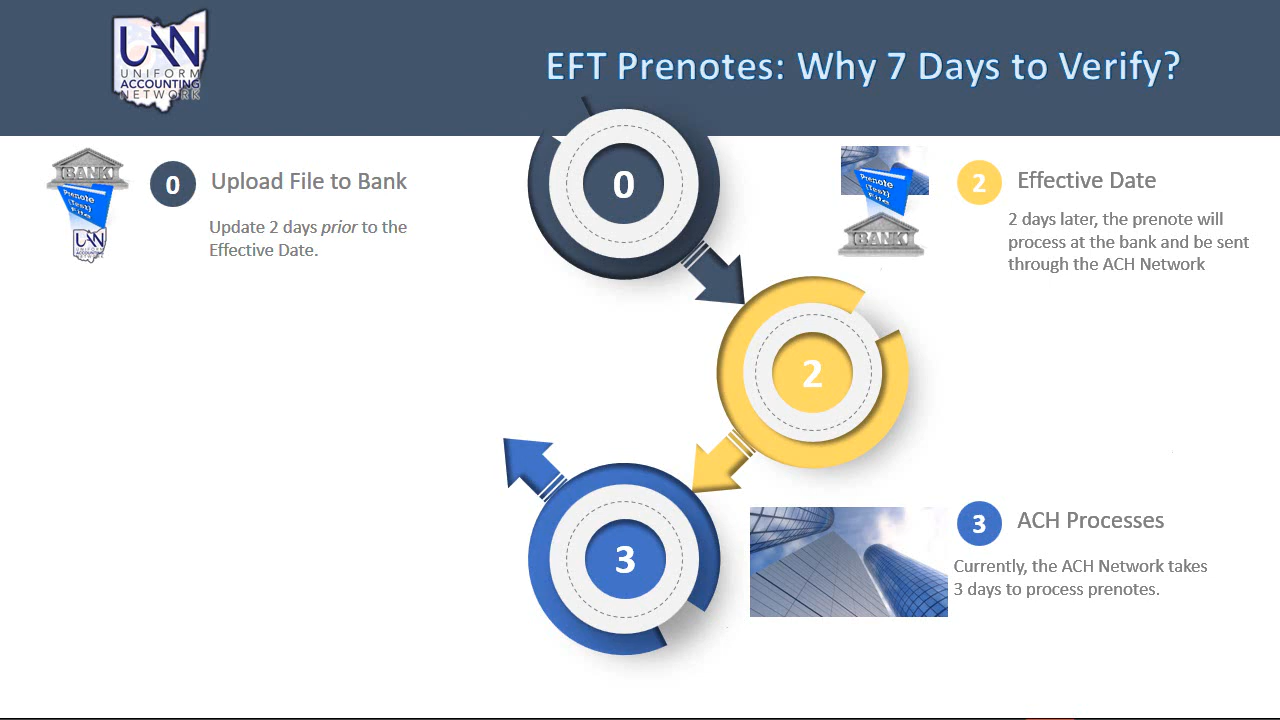 UAN
UNIFORM
ACCOUNTING
NETWORK
EFT Prenotes: Why 7 Days to Verify?
BANK
Prenote
(Test)
File
UAN
UNIFORM
ACCOUNTING
NETWORK
0
Upload File to Bank
Update 2 days prior to the
Effective Date.
0
Prenote
(Test)
File
BANK
2
Effective Date
2 days later, the prenote will
process at the bank and be sent
through the ACH Network
2
3
3
ACH Processes
Currently, the ACH Network takes
3 days to process prenotes.